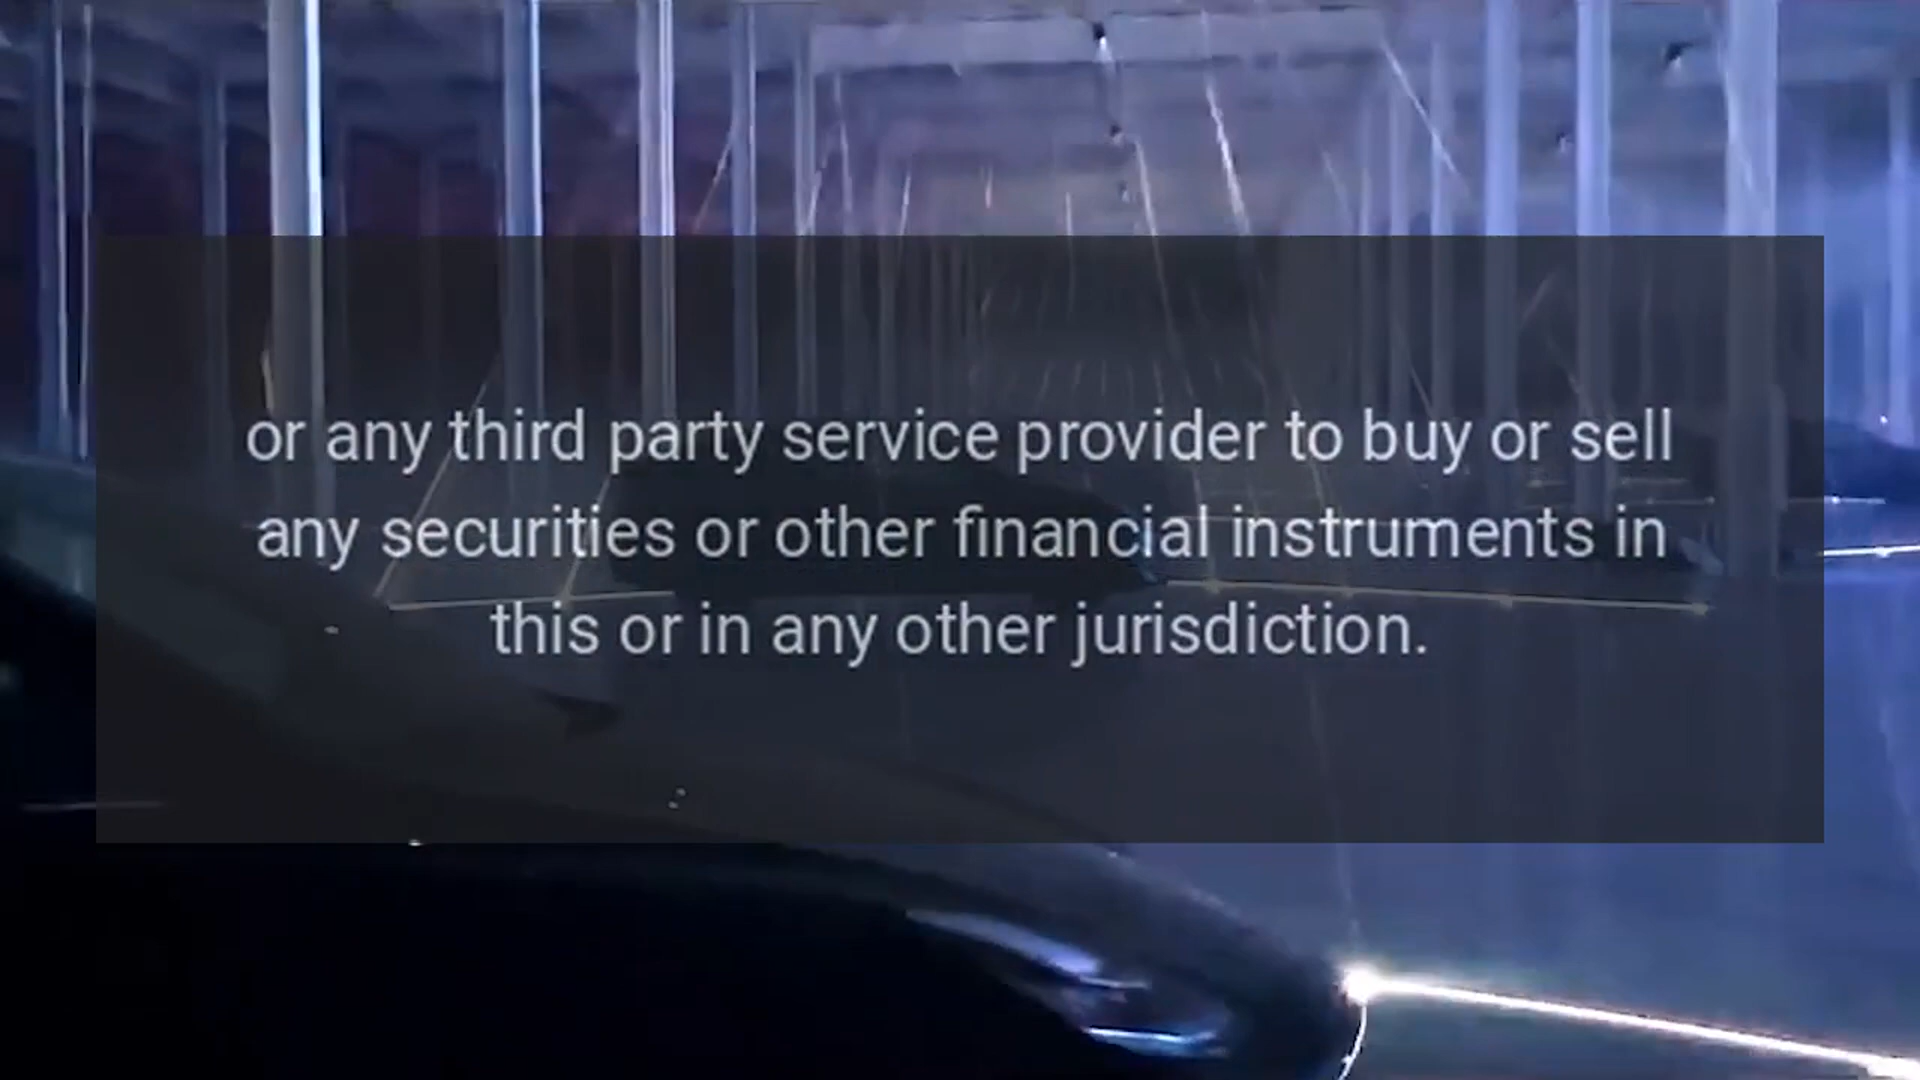 or any third party service provider to buy or sell
any securities or other financial instruments in
this or in any other jurisdiction.